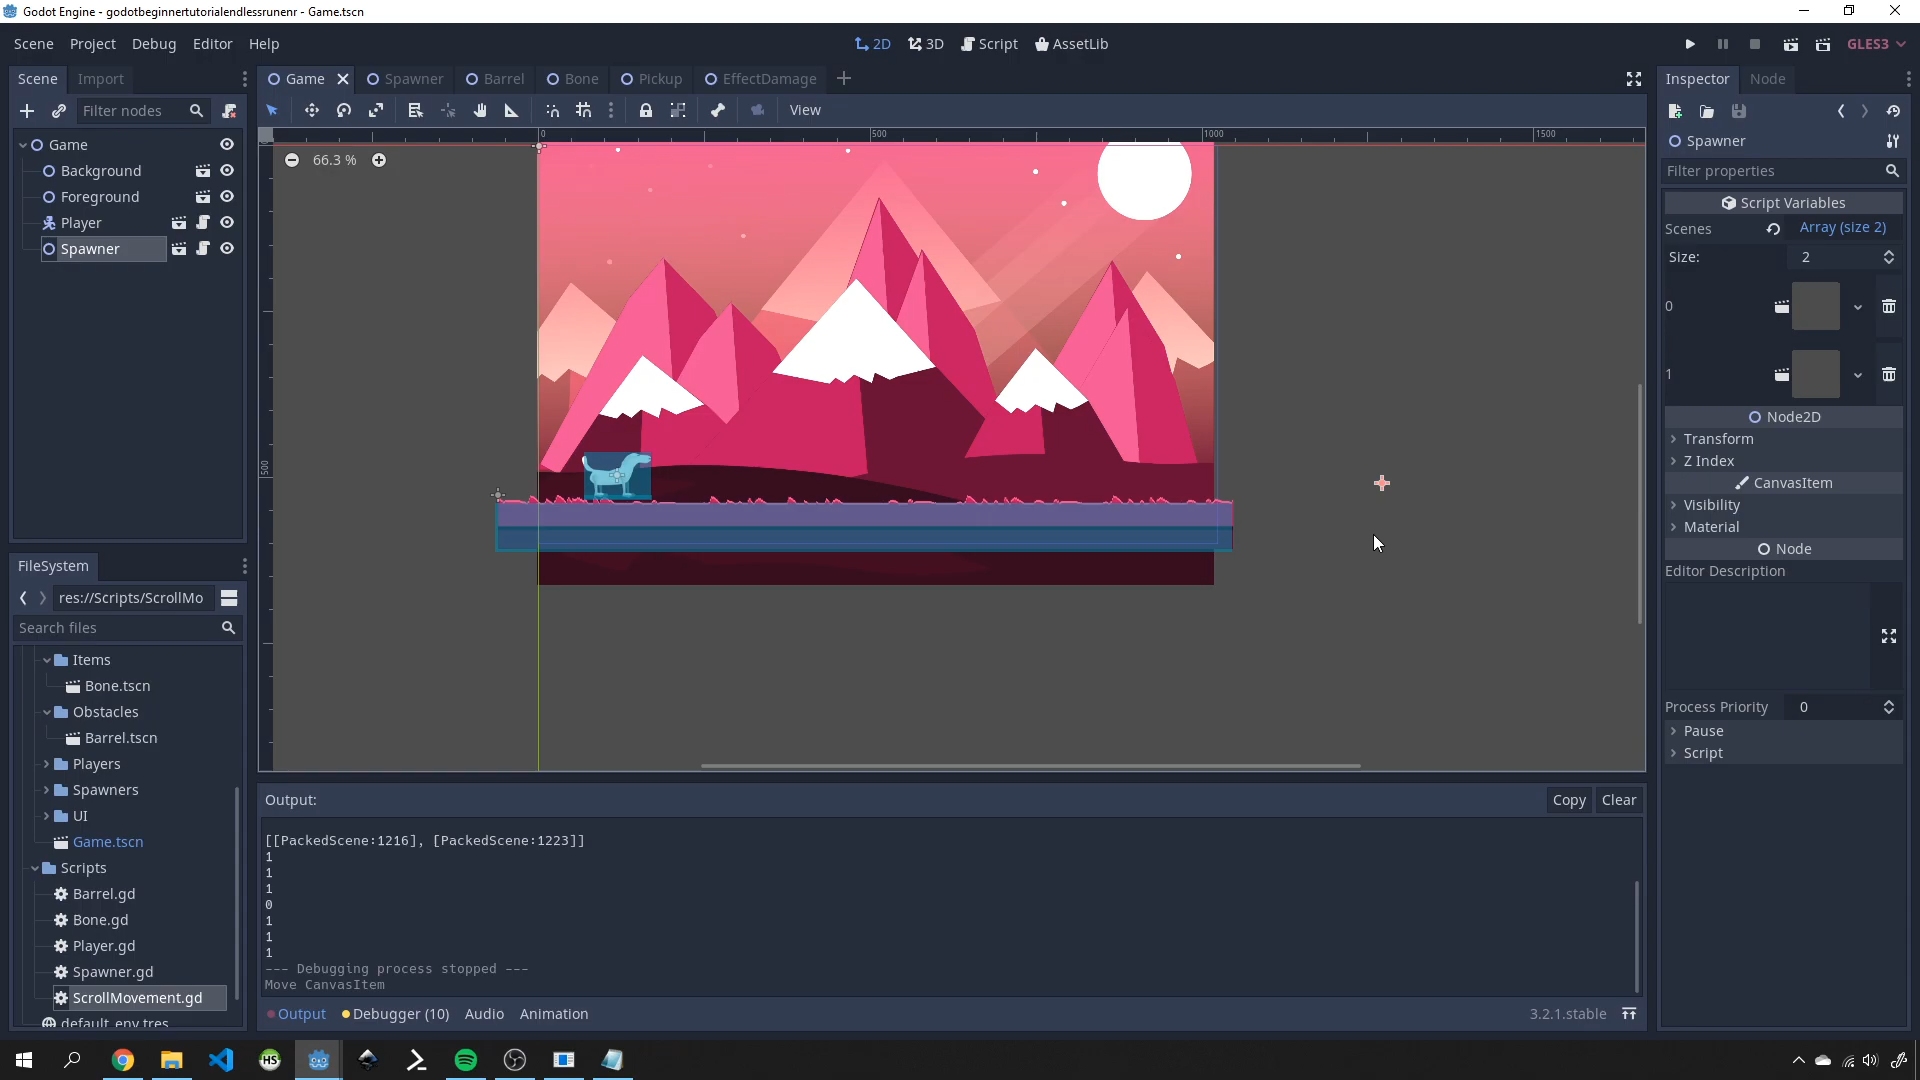 Godot Engine - godotbeginnertutorialendlessrunenr - Game.tscn
Scene Project Debug Editor Help
2D 3D Script AssetLib
GLES3
Scene Import
Game Spawner Barrel Bone Pickup EffectDamage
Inspector Node
Filter nodes
View
Game
Background
Foreground
Player
Spawner
0 500 1000 1500
500
66.3 %
Spawner
Filter properties
Script Variables
Scenes Array (size 2)
Size: 2
0
1
Node2D
Transform
Z Index
CanvasItem
Visibility
Material
Node
Editor Description
Process Priority 0
Pause
Script
FileSystem
res://Scripts/ScrollMo
Search files
Items
Bone.tscn
Obstacles
Barrel.tscn
Players
Spawners
UI
Game.tscn
Scripts
Barrel.gd
Bone.gd
Player.gd
Spawner.gd
ScrollMovement.gd
default_env.tres
Output:
Copy Clear
[[PackedScene:1216], [PackedScene:1223]]
1
1
1
0
1
1
1
--- Debugging process stopped ---
Move CanvasItem
Output Debugger (10) Audio Animation
3.2.1.stable
HS